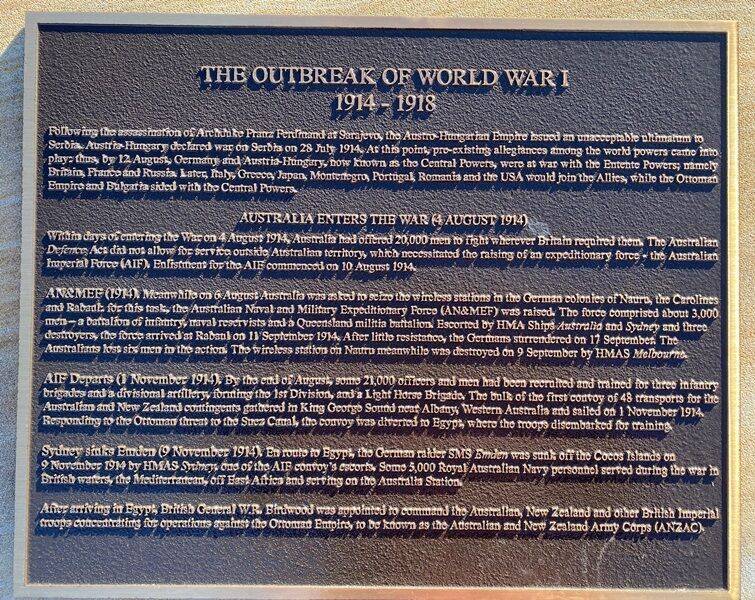 THE OUTBREAK OF WORLD WAR I
1914 - 1918
Following the assassination of Archduke Franz Ferdinand at Sarajevo, the Austro-Hungarian Empire issued an unacceptable ultimatum to
Serbia. Austria-Hungary declared war on Serbia on 28 July 1914. At this point, pre-existing allegiances among the world powers came into
play: thus, by 12 August, Germany and Austria-Hungary, now known as the Central Powers, were at war with the Entente Powers; namely
Britain, France and Russia. Later, Italy, Greece, Japan, Montenegro, Portugal, Romania and the USA would join the Allies, while the Ottoman
Empire and Bulgaria sided with the Central Powers.
AUSTRALIA ENTERS THE WAR (4 AUGUST 1914)
Within days of entering the War on 4 August 1914, Australia had offered 20,000 men to fight wherever Britain required them. The Australian
Defence Act did not allow for service outside Australian territory, which necessitated the raising of an expeditionary force - the Australian
Imperial Force (AIF). Enlistment for the AIF commenced on 10 August 1914.
AN&MEF (1914). Meanwhile on 6 August Australia was asked to seize the wireless stations in the German colonies of Nauru, the Carolines
and Rabaul: for this task, the Australian Naval and Military Expeditionary Force (AN&MEF) was raised. The force comprised about 3,000
men – a battalion of infantry, naval reservists and a Queensland militia battalion. Escorted by HMA Ships Australia and Sydney and three
destroyers, the force arrived at Rabaul on 11 September 1914. After little resistance, the Germans surrendered on 17 September. The
Australians lost six men in the action. The wireless station on Nauru meanwhile was destroyed on 9 September by HMAS Melbourne.
AIF Departs (1 November 1914). By the end of August, some 21,000 officers and men had been recruited and trained for three infantry
brigades and a divisional artillery, forming the 1st Division, and a Light Horse Brigade. The bulk of the first convoy of 48 transports for the
Australian and New Zealand contingents gathered in King George Sound near Albany, Western Australia and sailed on 1 November 1914.
Responding to the Ottoman threat to the Suez Canal, the convoy was diverted to Egypt, where the troops disembarked for training.
Sydney sinks Emden (9 November 1914). En route to Egypt, the German raider SMS Emden was sunk off the Cocos Islands on
9 November 1914 by HMAS Sydney, one of the AIF convoy's escorts. Some 5,000 Royal Australian Navy personnel served during the war in
British waters, the Mediterranean, off East Africa and serving on the Australia Station.
After arriving in Egypt, British General W.R. Birdwood was appointed to command the Australian, New Zealand and other British Imperial
troops concentrating for operations against the Ottoman Empire, to be known as the Australian and New Zealand Army Corps (ANZAC).